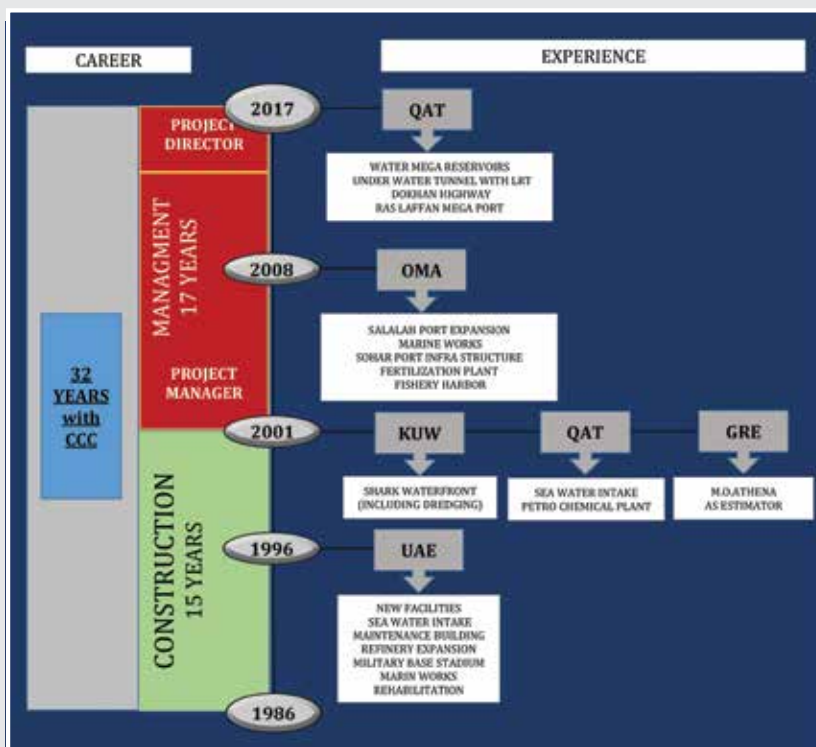 CAREER
EXPERIENCE
2017
QAT
PROJECT
DIRECTOR
WATER MEGA RESERVOIRS
UNDER WATER TUNNEL WITH LRT
DOKHAN HIGHWAY
RAS LAFFAN MEGA PORT
MANAGMENT
17 YEARS
2008
OMA
SALALAH PORT EXPANSION
MARINE WORKS
SOHAR PORT INFRA STRUCTURE
FERTILIZATION PLANT
FISHERY HARBOR
PROJECT
MANAGER
32
YEARS
with
CCC
2001
KUW
QAT
GRE
SHARK WATERFRONT
(INCLUDING DREDGING)
SEA WATER INTAKE
PETRO CHEMICAL PLANT
M.O.ATHENA
AS ESTIMATOR
CONSTRUCTION
15 YEARS
1996
UAE
NEW FACILITIES
SEA WATER INTAKE
MAINTENANCE BUILDING
REFINERY EXPANSION
MILITARY BASE STADIUM
MARIN WORKS
REHABILITATION
1986